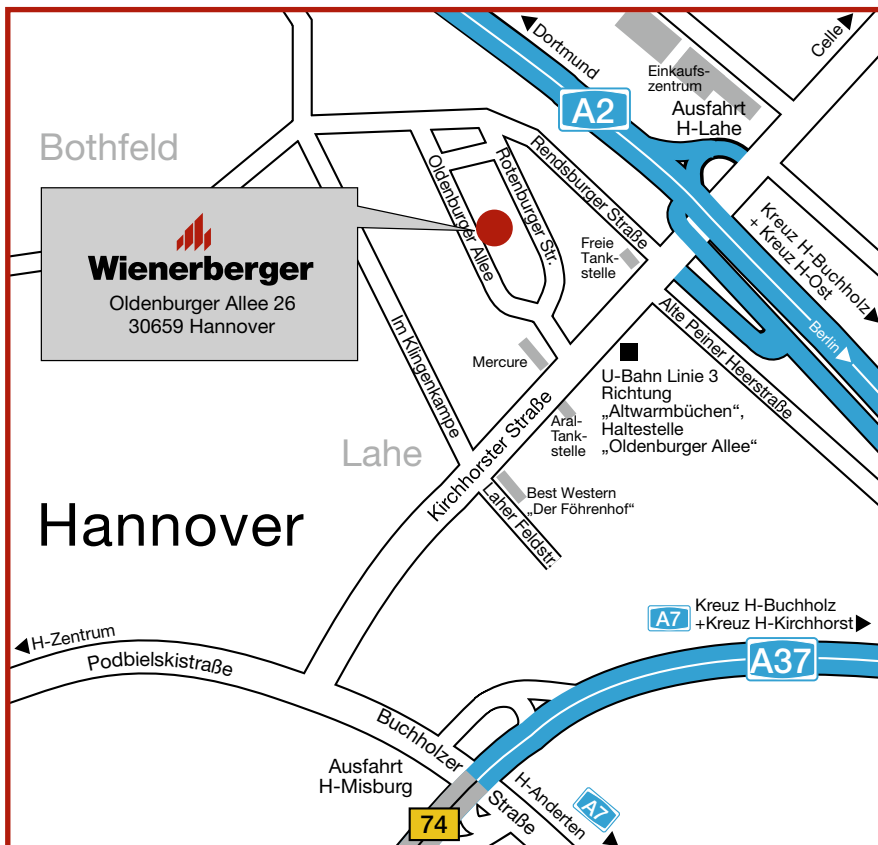 Dortmund
Celle
Einkaufs-
zentrum
A2
Ausfahrt
H-Lahe
Bothfeld
Oldenburger Allee
Rotenburger Str.
Rendsburger Straße
Wienerberger
Oldenburger Allee 26
30659 Hannover
Freie
Tank-
stelle
Kreuz H-Buchholz
+ Kreuz H-Ost
Berlin
Alte Peiner Heerstraße
Im Klingenkampe
Mercure
U-Bahn Linie 3
Richtung
„Altwarmbüchen“,
Haltestelle
„Oldenburger Allee“
Aral-
Tank-
stelle
Kirchhorster Straße
Lahe
Best Western
„Der Föhrenhof“
Laher Feldstr.
Hannover
A7
Kreuz H-Buchholz
+Kreuz H-Kirchhorst
A37
H-Zentrum
Podbielskistraße
Buchholzer
Straße
Ausfahrt
H-Misburg
74
H-Anderten
A7